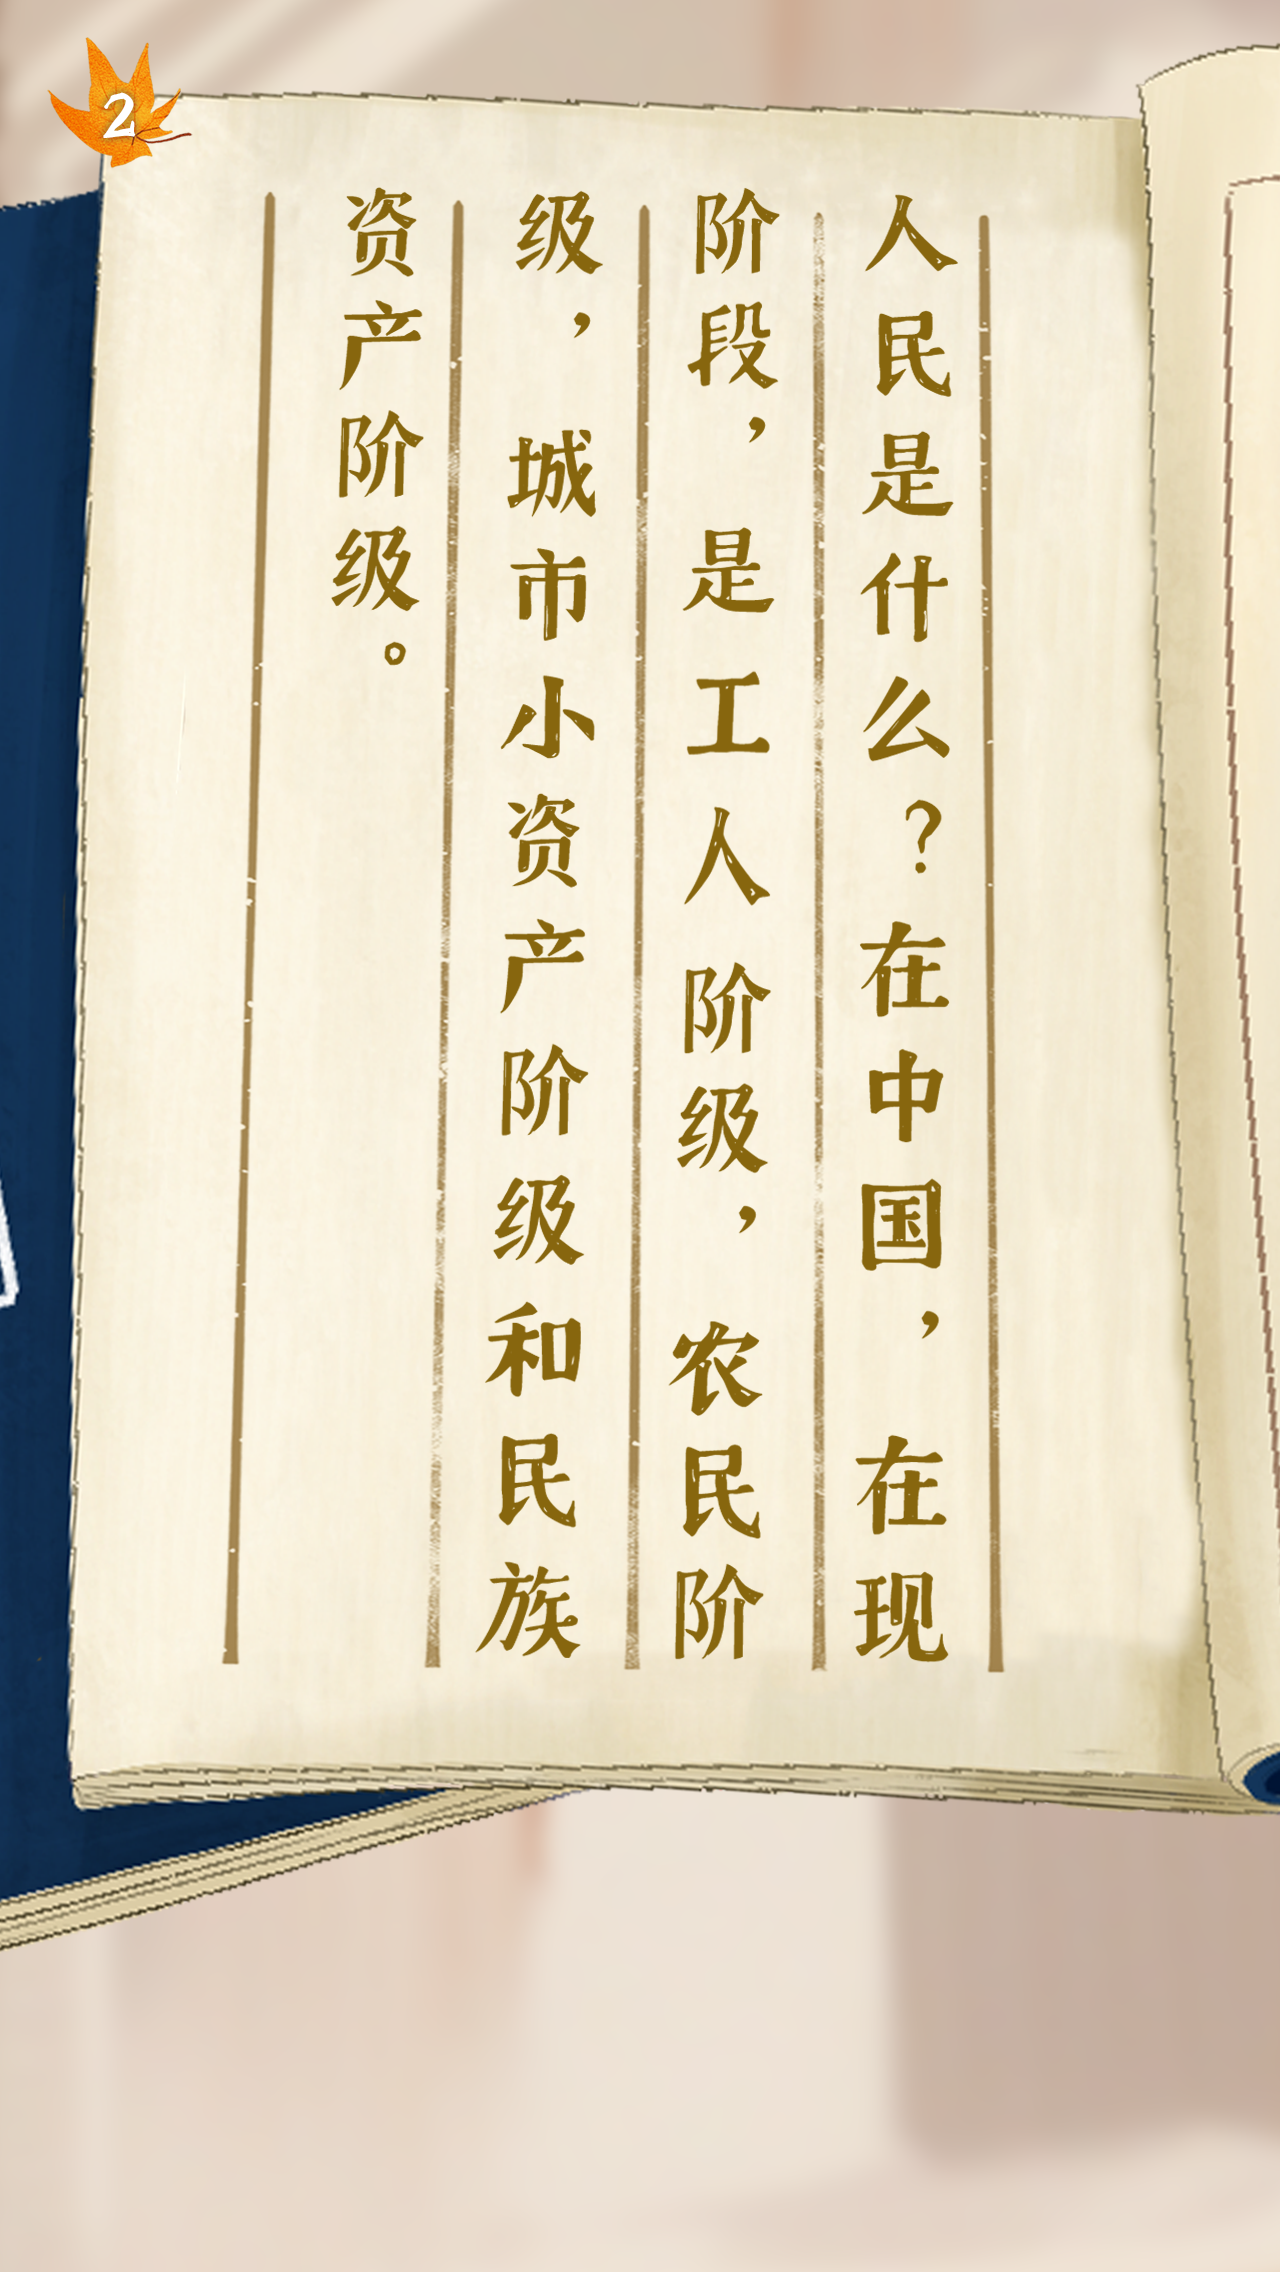 2
人民是什么？在中国，在现
阶段，是工人阶级，农民阶
级，城市小资产阶级和民族
资产阶级。